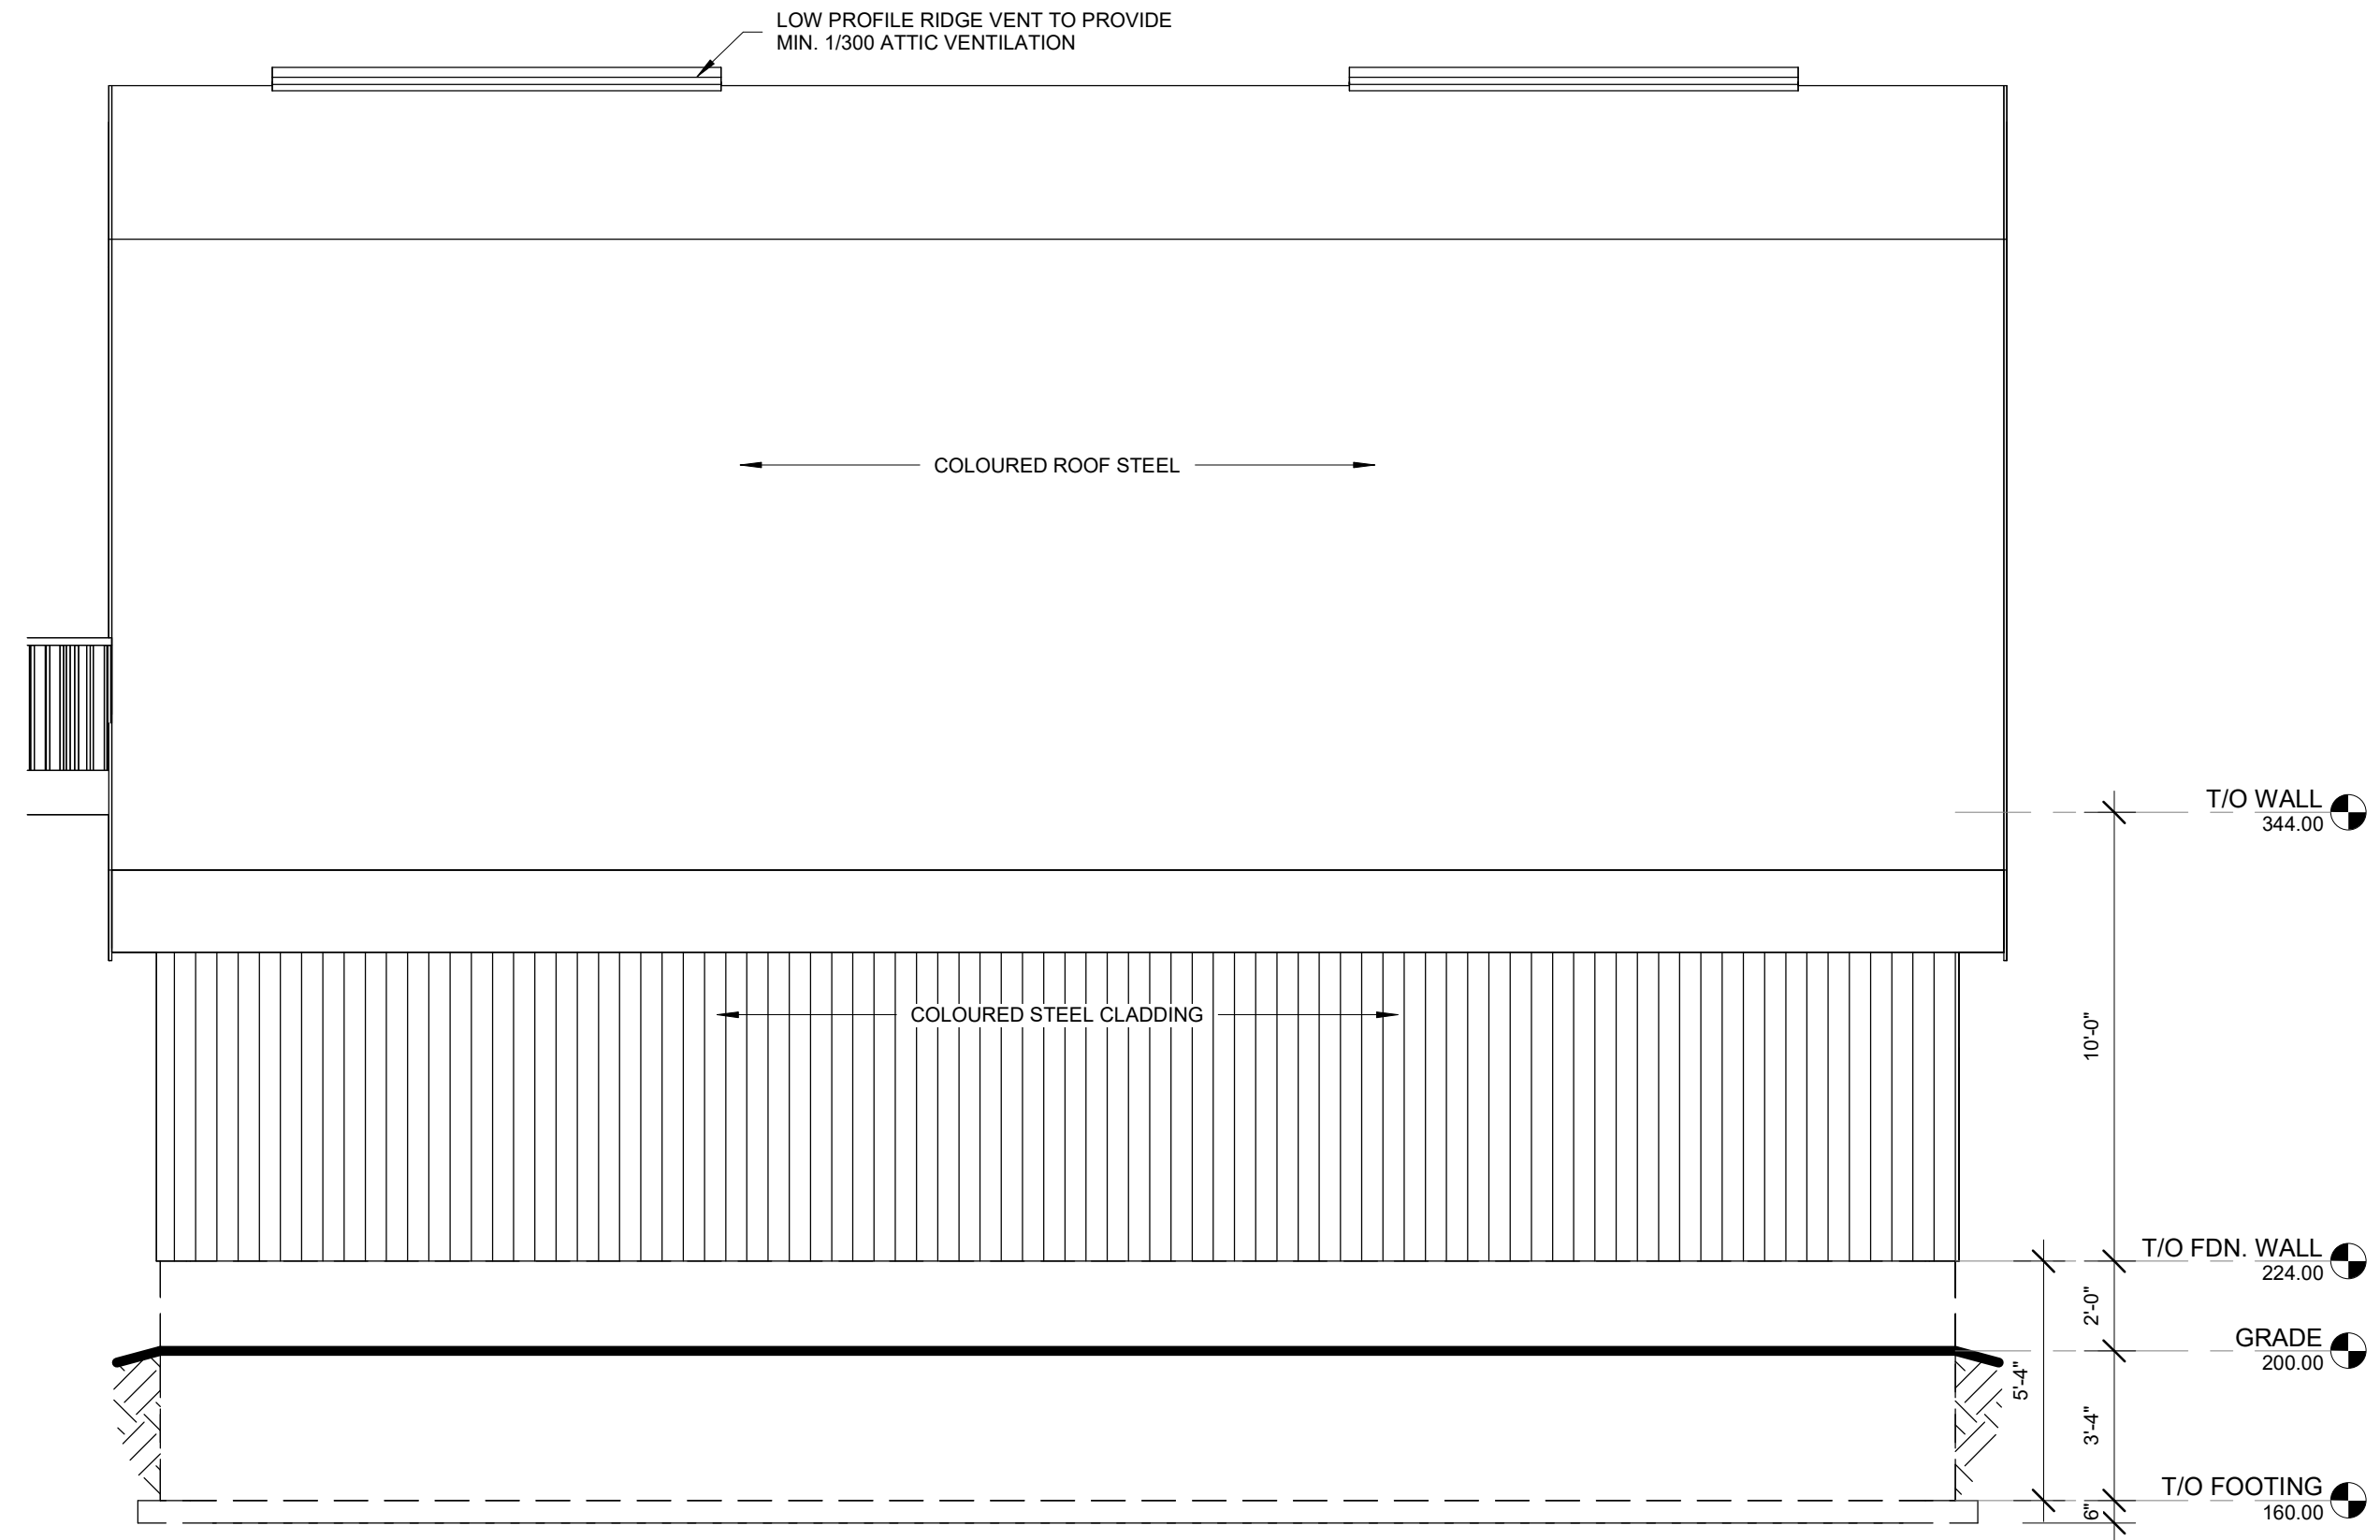 LOW PROFILE RIDGE VENT TO PROVIDE
MIN. 1/300 ATTIC VENTILATION
COLOURED ROOF STEEL
T/O WALL
344.00
COLOURED STEEL CLADDING
10'-0"
T/O FDN. WALL
224.00
2'-0"
GRADE
200.00
5'-4"
3'-4"
T/O FOOTING
160.00
6"